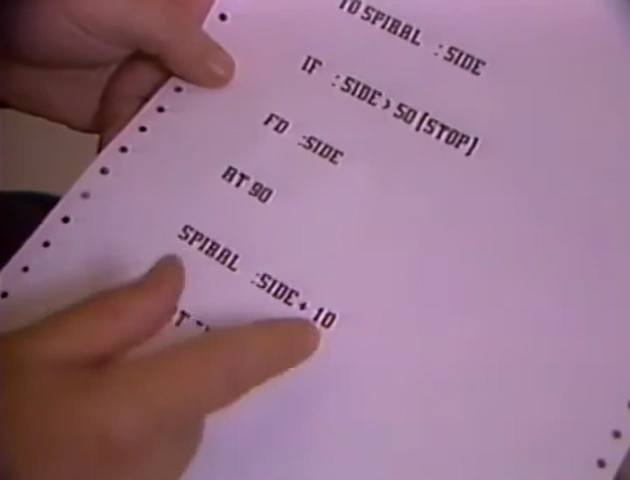 TO SPIRAL :SIDE
IF :SIDE > 50 [STOP]
FD :SIDE
RT 90
SPIRAL :SIDE + 10